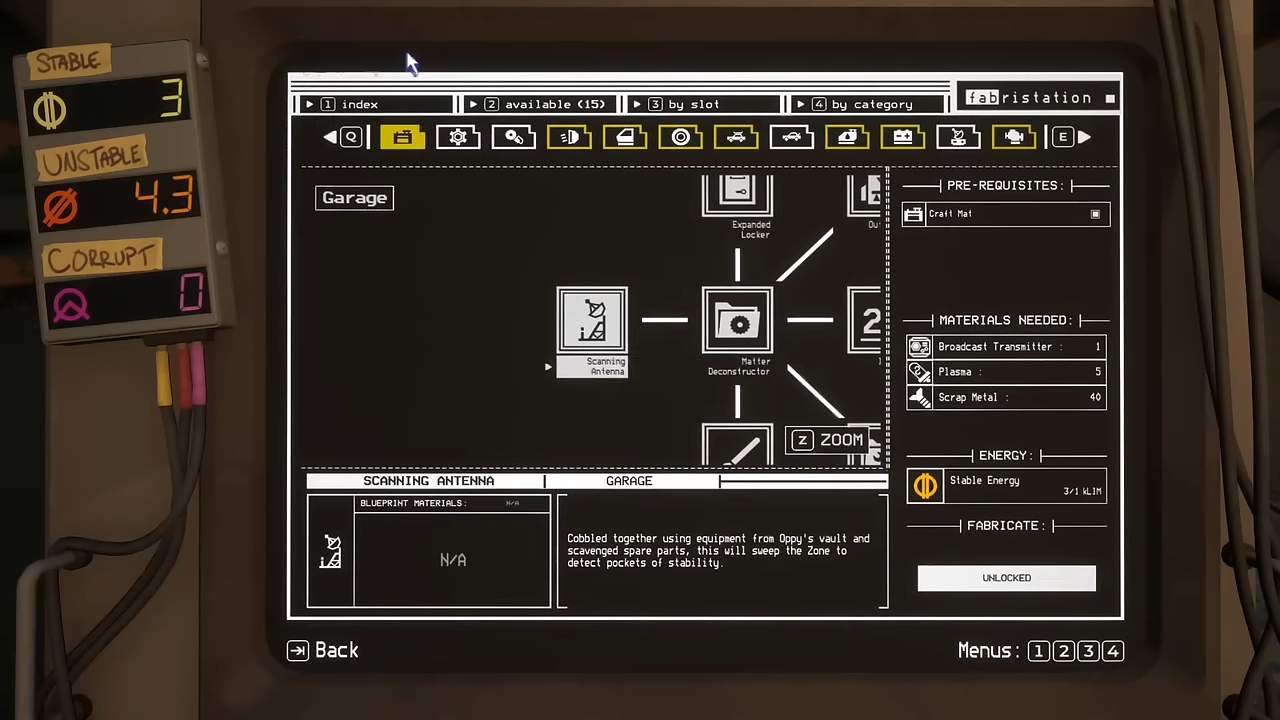 STABLE
3
UNSTABLE
4.3
CORRUPT
0
1 index
2 available (15)
3 by slot
4 by category
fabristation
Q
E
Garage
Expanded
Locker
Scanning
Antenna
Matter
Deconstructor
2
Z ZOOM
PRE-REQUISITES:
Craft Mat
MATERIALS NEEDED:
Broadcast Transmitter : 1
Plasma : 5
Scrap Metal : 40
ENERGY:
Stable Energy
3/1 kLIM
FABRICATE:
UNLOCKED
SCANNING ANTENNA
GARAGE
BLUEPRINT MATERIALS: N/A
N/A
Cobbled together using equipment from Oppy's vault and
scavenged spare parts, this will sweep the Zone to
detect pockets of stability.
Back
Menus: 1 2 3 4